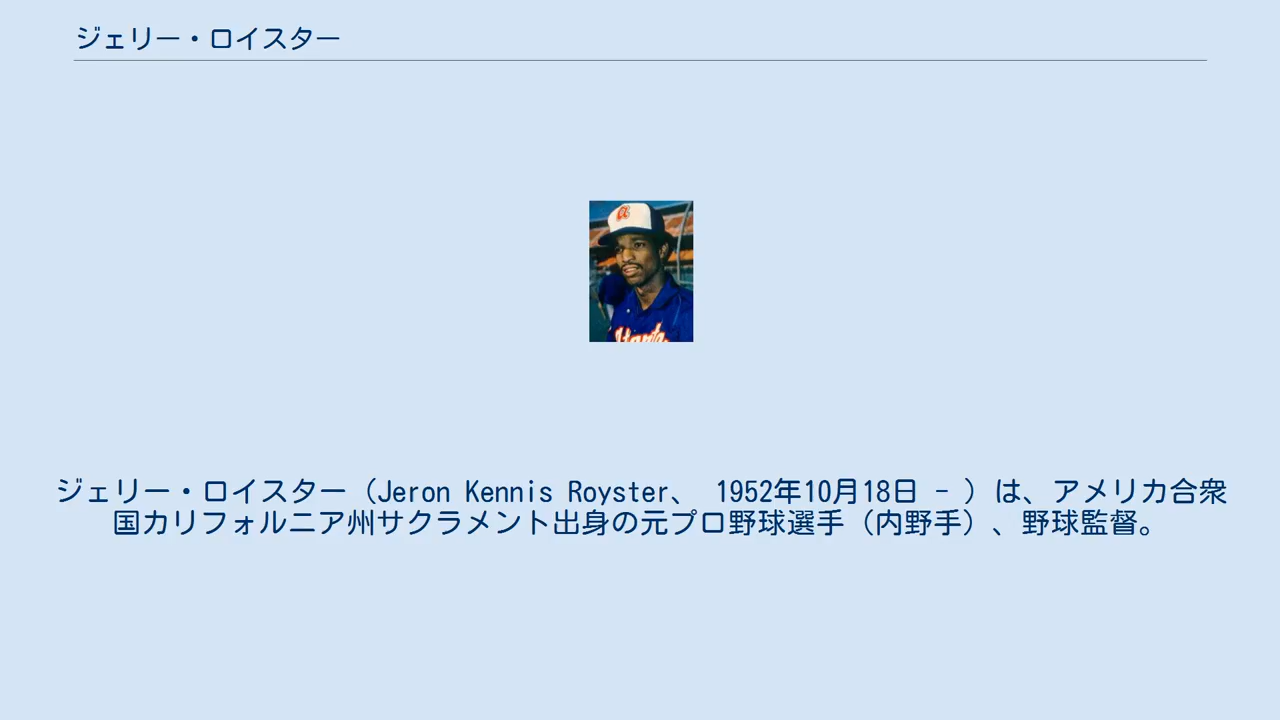 ジェリー・ロイスター
ジェリー・ロイスター（Jeron Kennis Royster、 1952年10月18日 - ）は、アメリカ合衆
国カリフォルニア州サクラメント出身の元プロ野球選手（内野手）、野球監督。